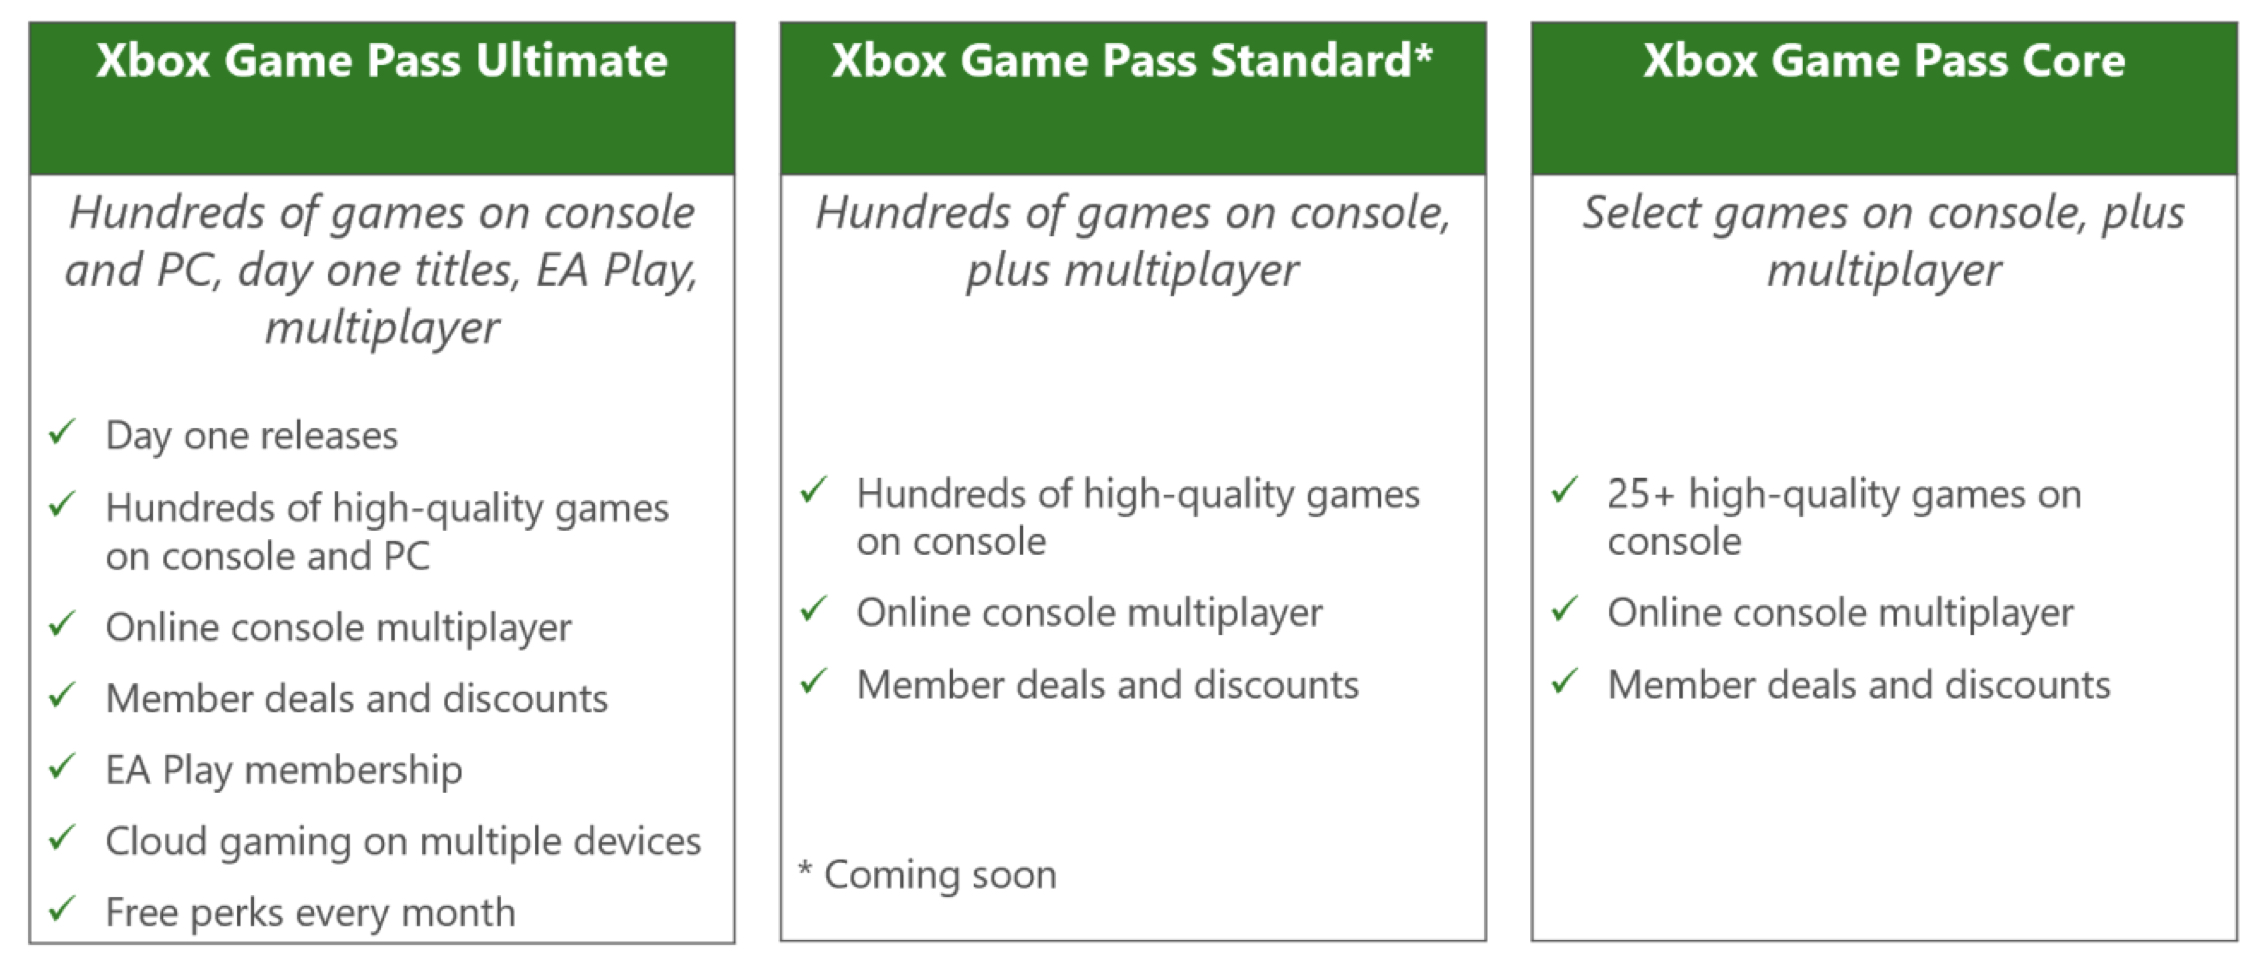 Xbox Game Pass Ultimate
Hundreds of games on console
and PC, day one titles, EA Play,
multiplayer
✓ Day one releases
✓ Hundreds of high-quality games
on console and PC
✓ Online console multiplayer
✓ Member deals and discounts
✓ EA Play membership
✓ Cloud gaming on multiple devices
✓ Free perks every month
Xbox Game Pass Standard*
Hundreds of games on console,
plus multiplayer
✓ Hundreds of high-quality games
on console
✓ Online console multiplayer
✓ Member deals and discounts
* Coming soon
Xbox Game Pass Core
Select games on console, plus
multiplayer
✓ 25+ high-quality games on
console
✓ Online console multiplayer
✓ Member deals and discounts